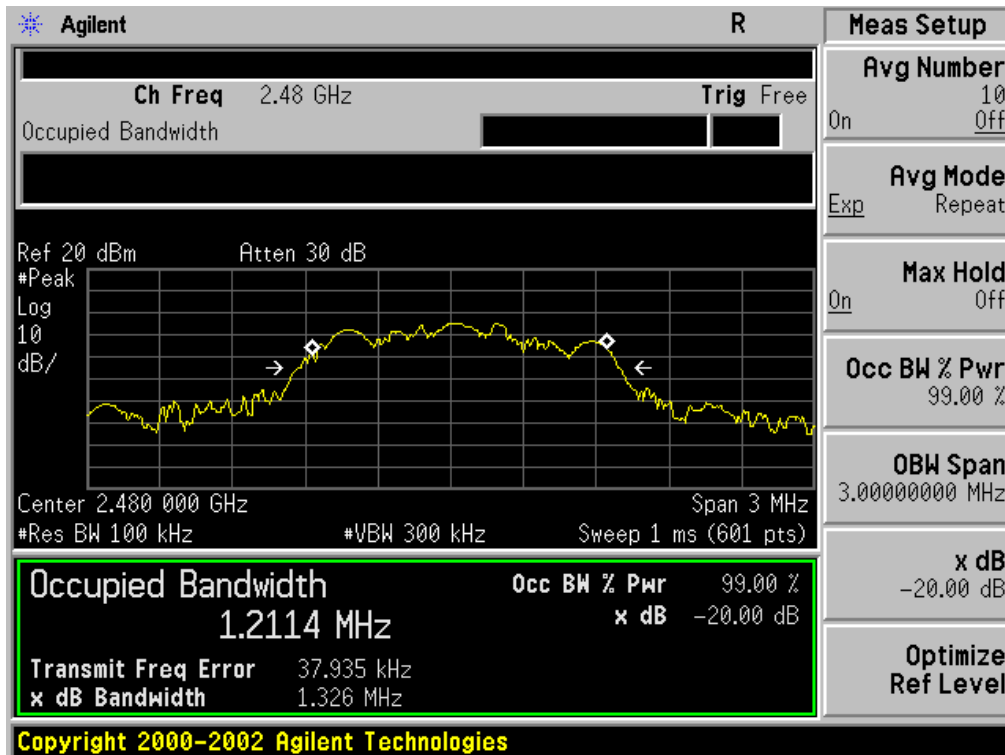 Agilent R
Ch Freq 2.48 GHz Trig Free
Occupied Bandwidth
Ref 20 dBm Atten 30 dB
#Peak
Log
10
dB/
Center 2.480 000 GHz Span 3 MHz
#Res BW 100 kHz #VBW 300 kHz Sweep 1 ms (601 pts)
Occupied Bandwidth
1.2114 MHz
Occ BW % Pwr 99.00 %
x dB -20.00 dB
Transmit Freq Error 37.935 kHz
x dB Bandwidth 1.326 MHz
Copyright 2000-2002 Agilent Technologies
Meas Setup
Avg Number
10
On Off
Avg Mode
Exp Repeat
Max Hold
On Off
Occ BW % Pwr
99.00 %
OBW Span
3.00000000 MHz
x dB
-20.00 dB
Optimize
Ref Level